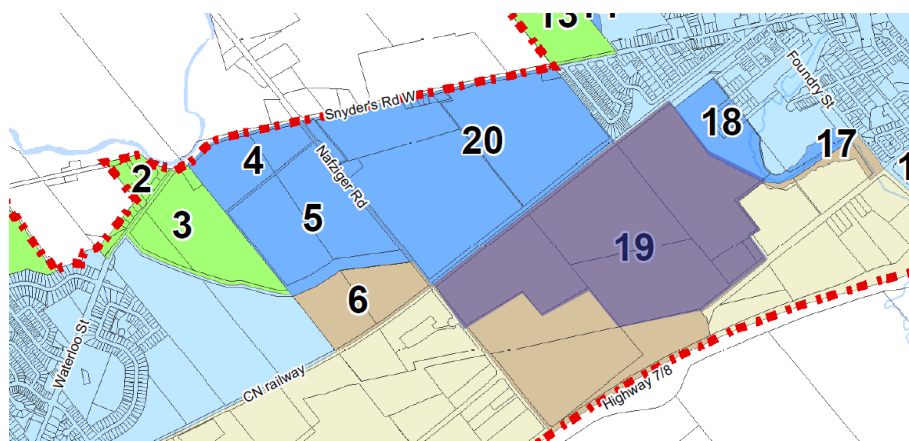 13
Foundry St
Snyder's Rd W
18
20
17
4
2
Nafziger Rd
3
5
19
6
Waterloo St
CN railway
Highway 7/8